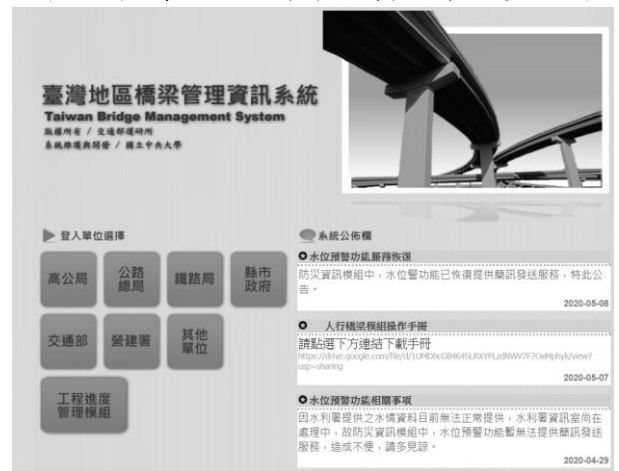 臺灣地區橋梁管理資訊系統
Taiwan Bridge Management System
版權所有 / 交通部運研所
系統維護與開發 / 國立中央大學
登入單位選擇
高公局
公路
總局
鐵路局
縣市
政府
交通部
營建署
其他
單位
工程進度
管理模組
系統公佈欄
水位預警功能服務恢復
防災資訊模組中，水位警功能已恢復提供簡訊發送服務，特此公
告。
2020-05-08
人行橋梁模組操作手冊
請點選下方連結下載手冊
usp=sharing
2020-05-07
水位預警功能相關事項
因水利署提供之水情資料目前無法正常提供，水利署資訊室尚在
處理中，故防災資訊模組中，水位預警功能暫無法提供簡訊發送
服務，造成不便，請多見諒。
2020-04-29